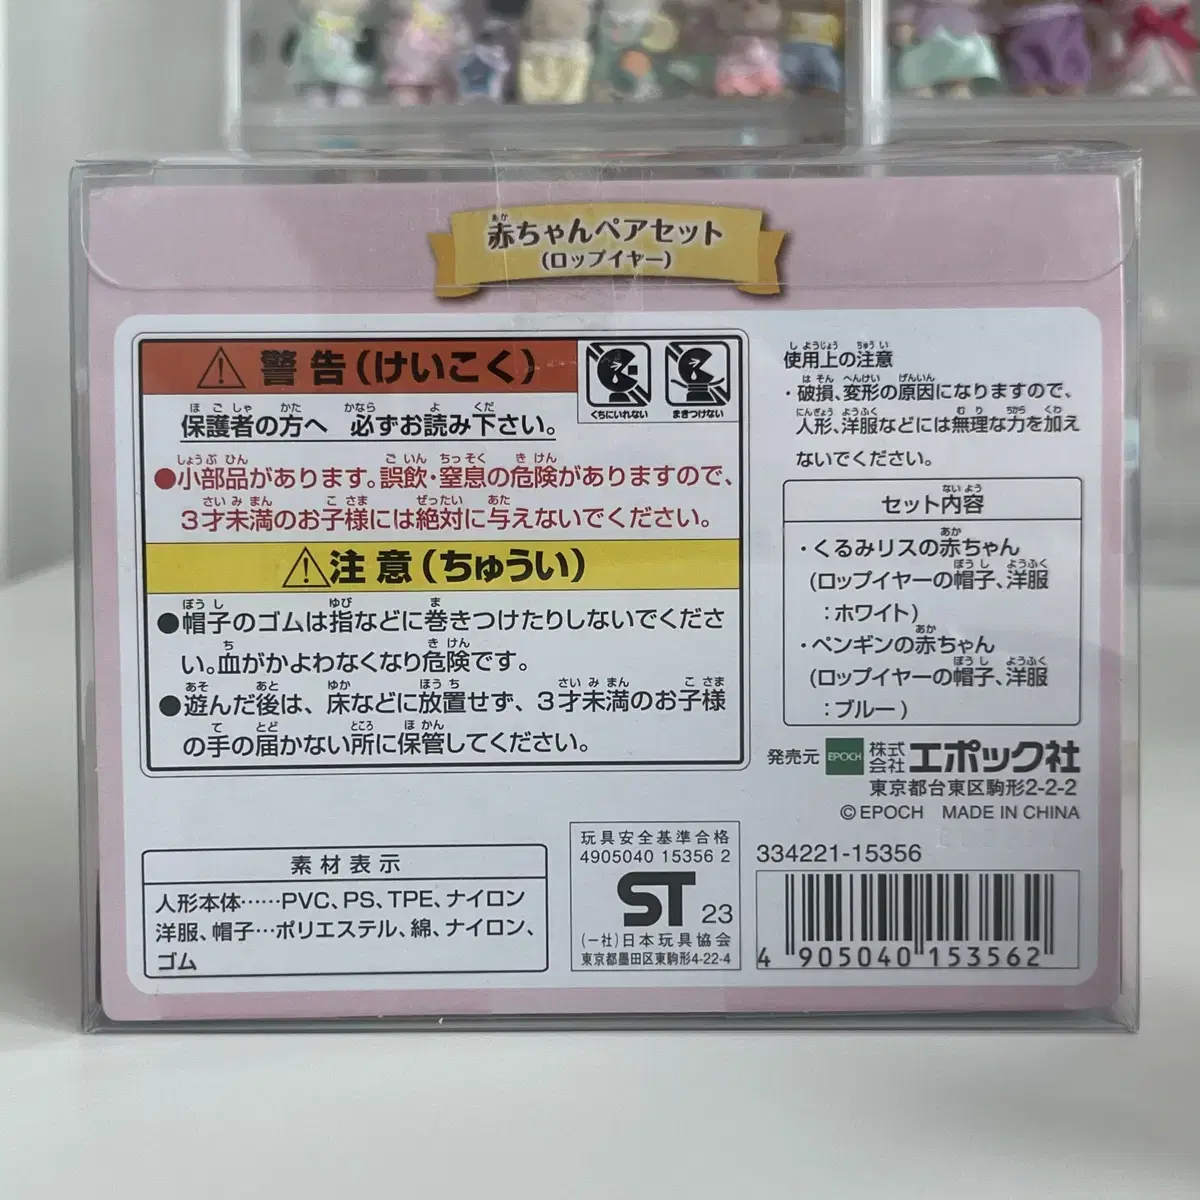 赤ちゃんペアセット
(ロップイヤー)
警告(けいこく)
くちにいれない
まきつけない
保護者の方へ 必ずお読み下さい。
●小部品があります。誤飲・窒息の危険がありますので、
3才未満のお子様には絶対に与えないでください。
注意(ちゅうい)
●帽子のゴムは指などに巻きつけたりしないでくださ
い。血がかよわなくなり危険です。
●遊んだ後は、床などに放置せず、3才未満のお子様
の手の届かない所に保管してください。
使用上の注意
・破損、変形の原因になりますので、
人形、洋服などには無理な力を加え
ないでください。
セット内容
・くるみリスの赤ちゃん
(ロップイヤーの帽子、洋服
:ホワイト)
・ペンギンの赤ちゃん
(ロップイヤーの帽子、洋服
:ブルー)
発売元 EPOCH 株式会社エポック社
東京都台東区駒形2-2-2
©EPOCH MADE IN CHINA
素材表示
人形本体……PVC、PS、TPE、ナイロン
洋服、帽子…ポリエステル、綿、ナイロン、
ゴム
玩具安全基準合格
4905040 15356 2
ST 23
(一社)日本玩具協会
東京都墨田区東駒形4-22-4
334221-15356
4 905040 153562